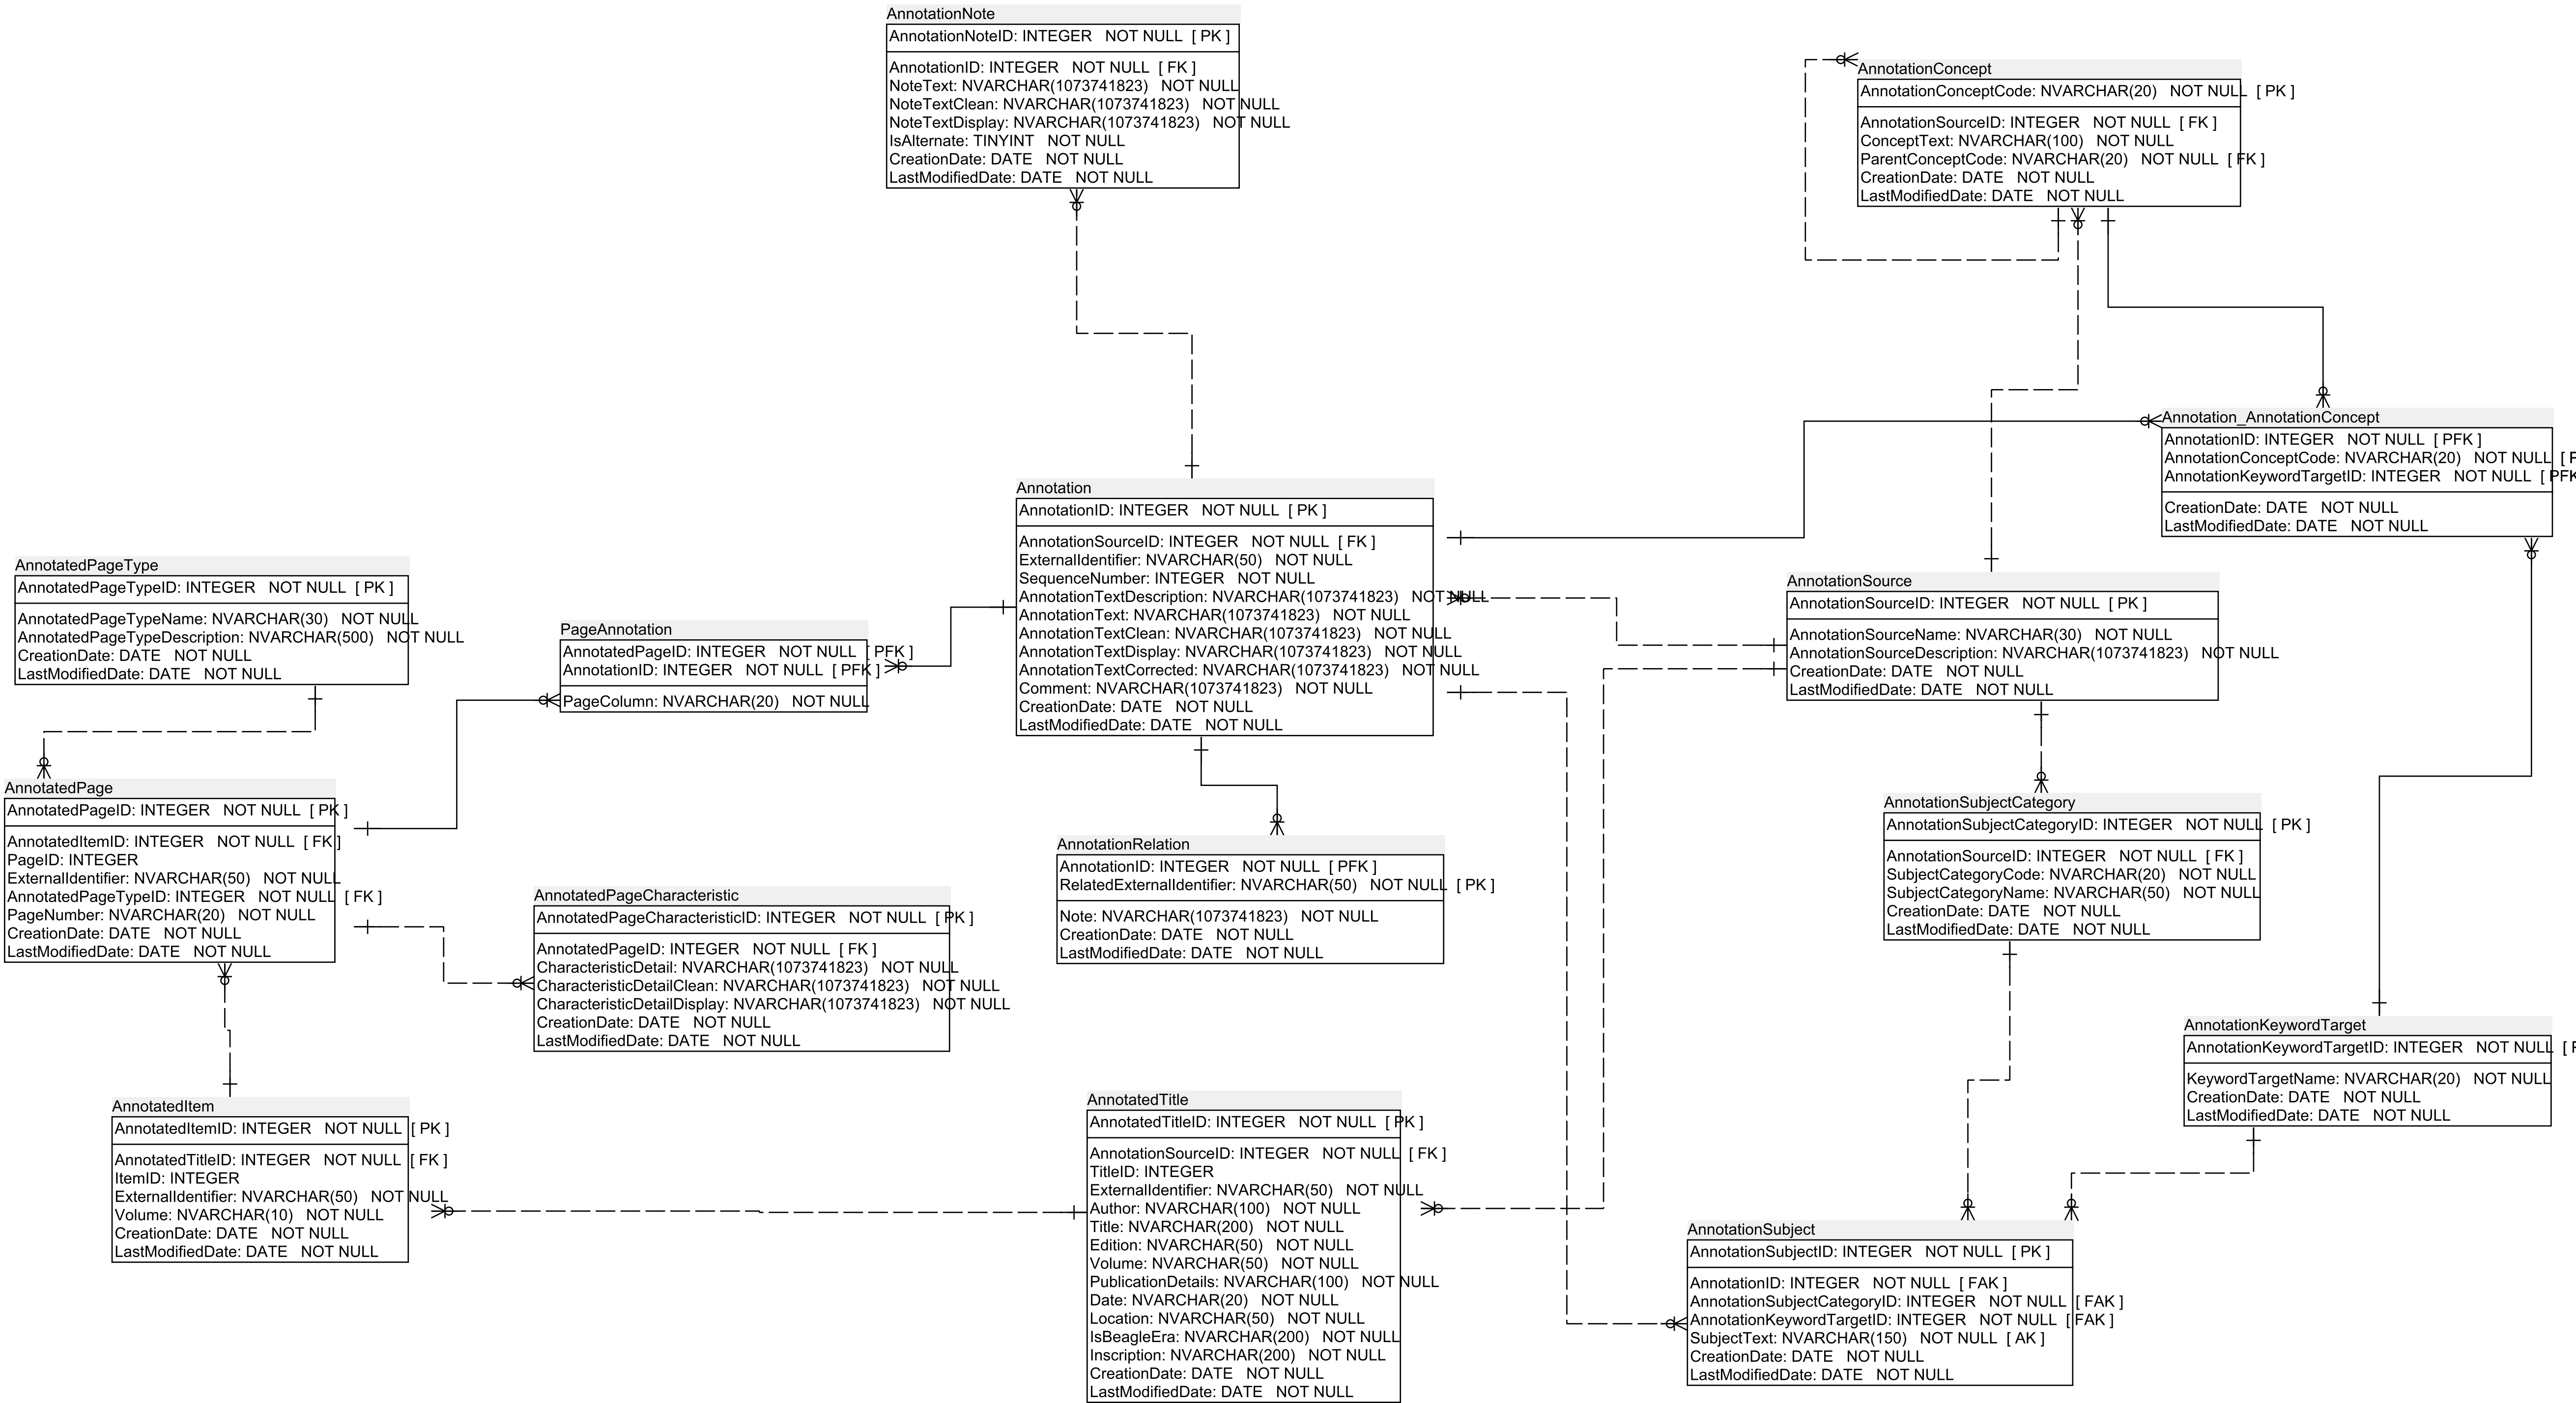 AnnotationNote
AnnotationNoteID: INTEGER NOT NULL [ PK ]
AnnotationID: INTEGER NOT NULL [ FK ]
NoteText: NVARCHAR(1073741823) NOT NULL
NoteTextClean: NVARCHAR(1073741823) NOT NULL
NoteTextDisplay: NVARCHAR(1073741823) NOT NULL
IsAlternate: TINYINT NOT NULL
CreationDate: DATE NOT NULL
LastModifiedDate: DATE NOT NULL
AnnotationConcept
AnnotationConceptCode: NVARCHAR(20) NOT NULL [ PK ]
AnnotationSourceID: INTEGER NOT NULL [ FK ]
ConceptText: NVARCHAR(100) NOT NULL
ParentConceptCode: NVARCHAR(20) NOT NULL [ FK ]
CreationDate: DATE NOT NULL
LastModifiedDate: DATE NOT NULL
Annotation_AnnotationConcept
AnnotationID: INTEGER NOT NULL [ PFK ]
AnnotationConceptCode: NVARCHAR(20) NOT NULL [ P
AnnotationKeywordTargetID: INTEGER NOT NULL [ PFK
CreationDate: DATE NOT NULL
LastModifiedDate: DATE NOT NULL
Annotation
AnnotationID: INTEGER NOT NULL [ PK ]
AnnotationSourceID: INTEGER NOT NULL [ FK ]
ExternalIdentifier: NVARCHAR(50) NOT NULL
SequenceNumber: INTEGER NOT NULL
AnnotationTextDescription: NVARCHAR(1073741823) NOT NULL
AnnotationText: NVARCHAR(1073741823) NOT NULL
AnnotationTextClean: NVARCHAR(1073741823) NOT NULL
AnnotationTextDisplay: NVARCHAR(1073741823) NOT NULL
AnnotationTextCorrected: NVARCHAR(1073741823) NOT NULL
Comment: NVARCHAR(1073741823) NOT NULL
CreationDate: DATE NOT NULL
LastModifiedDate: DATE NOT NULL
AnnotatedPageType
AnnotatedPageTypeID: INTEGER NOT NULL [ PK ]
AnnotatedPageTypeName: NVARCHAR(30) NOT NULL
AnnotatedPageTypeDescription: NVARCHAR(500) NOT NULL
CreationDate: DATE NOT NULL
LastModifiedDate: DATE NOT NULL
PageAnnotation
AnnotatedPageID: INTEGER NOT NULL [ PFK ]
AnnotationID: INTEGER NOT NULL [ PFK ]
PageColumn: NVARCHAR(20) NOT NULL
AnnotationSource
AnnotationSourceID: INTEGER NOT NULL [ PK ]
AnnotationSourceName: NVARCHAR(30) NOT NULL
AnnotationSourceDescription: NVARCHAR(1073741823) NOT NULL
CreationDate: DATE NOT NULL
LastModifiedDate: DATE NOT NULL
AnnotatedPage
AnnotatedPageID: INTEGER NOT NULL [ PK ]
AnnotatedItemID: INTEGER NOT NULL [ FK ]
PageID: INTEGER
ExternalIdentifier: NVARCHAR(50) NOT NULL
AnnotatedPageTypeID: INTEGER NOT NULL [ FK ]
PageNumber: NVARCHAR(20) NOT NULL
CreationDate: DATE NOT NULL
LastModifiedDate: DATE NOT NULL
AnnotationRelation
AnnotationID: INTEGER NOT NULL [ PFK ]
RelatedExternalIdentifier: NVARCHAR(50) NOT NULL [ PK ]
Note: NVARCHAR(1073741823) NOT NULL
CreationDate: DATE NOT NULL
LastModifiedDate: DATE NOT NULL
AnnotationSubjectCategory
AnnotationSubjectCategoryID: INTEGER NOT NULL [ PK ]
AnnotationSourceID: INTEGER NOT NULL [ FK ]
SubjectCategoryCode: NVARCHAR(20) NOT NULL
SubjectCategoryName: NVARCHAR(50) NOT NULL
CreationDate: DATE NOT NULL
LastModifiedDate: DATE NOT NULL
AnnotatedPageCharacteristic
AnnotatedPageCharacteristicID: INTEGER NOT NULL [ PK ]
AnnotatedPageID: INTEGER NOT NULL [ FK ]
CharacteristicDetail: NVARCHAR(1073741823) NOT NULL
CharacteristicDetailClean: NVARCHAR(1073741823) NOT NULL
CharacteristicDetailDisplay: NVARCHAR(1073741823) NOT NULL
CreationDate: DATE NOT NULL
LastModifiedDate: DATE NOT NULL
AnnotationKeywordTarget
AnnotationKeywordTargetID: INTEGER NOT NULL [ P
KeywordTargetName: NVARCHAR(20) NOT NULL
CreationDate: DATE NOT NULL
LastModifiedDate: DATE NOT NULL
AnnotatedItem
AnnotatedItemID: INTEGER NOT NULL [ PK ]
AnnotatedTitleID: INTEGER NOT NULL [ FK ]
ItemID: INTEGER
ExternalIdentifier: NVARCHAR(50) NOT NULL
Volume: NVARCHAR(10) NOT NULL
CreationDate: DATE NOT NULL
LastModifiedDate: DATE NOT NULL
AnnotatedTitle
AnnotatedTitleID: INTEGER NOT NULL [ PK ]
AnnotationSourceID: INTEGER NOT NULL [ FK ]
TitleID: INTEGER
ExternalIdentifier: NVARCHAR(50) NOT NULL
Author: NVARCHAR(100) NOT NULL
Title: NVARCHAR(200) NOT NULL
Edition: NVARCHAR(50) NOT NULL
Volume: NVARCHAR(50) NOT NULL
PublicationDetails: NVARCHAR(100) NOT NULL
Date: NVARCHAR(20) NOT NULL
Location: NVARCHAR(50) NOT NULL
IsBeagleEra: NVARCHAR(200) NOT NULL
Inscription: NVARCHAR(200) NOT NULL
CreationDate: DATE NOT NULL
LastModifiedDate: DATE NOT NULL
AnnotationSubject
AnnotationSubjectID: INTEGER NOT NULL [ PK ]
AnnotationID: INTEGER NOT NULL [ FAK ]
AnnotationSubjectCategoryID: INTEGER NOT NULL [ FAK ]
AnnotationKeywordTargetID: INTEGER NOT NULL [ FAK ]
SubjectText: NVARCHAR(150) NOT NULL [ AK ]
CreationDate: DATE NOT NULL
LastModifiedDate: DATE NOT NULL